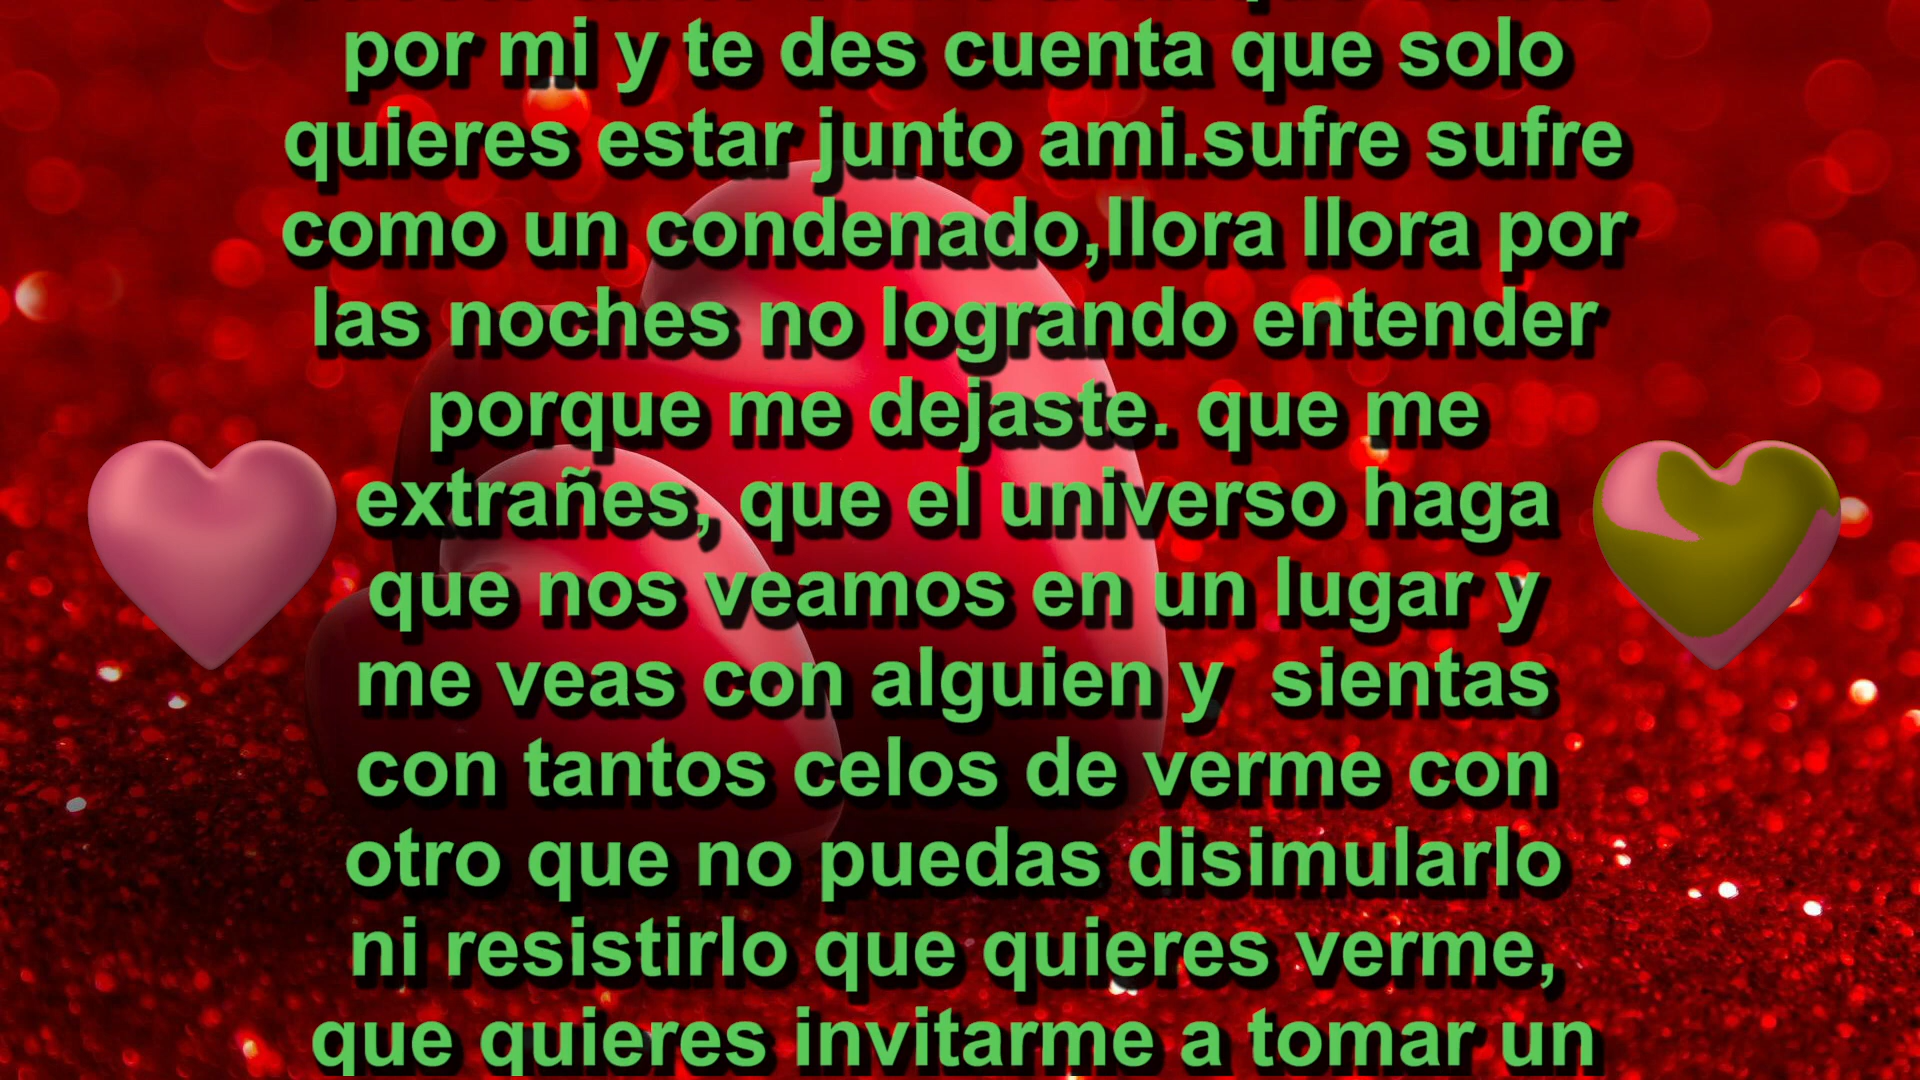 por mi y te des cuenta que solo
quieres estar junto ami.sufre sufre
como un condenado,llora llora por
las noches no logrando entender
porque me dejaste. que me
extrañes, que el universo haga
que nos veamos en un lugar y
me veas con alguien y  sientas
con tantos celos de verme con
otro que no puedas disimularlo
ni resistirlo que quieres verme,
que quieres invitarme a tomar un